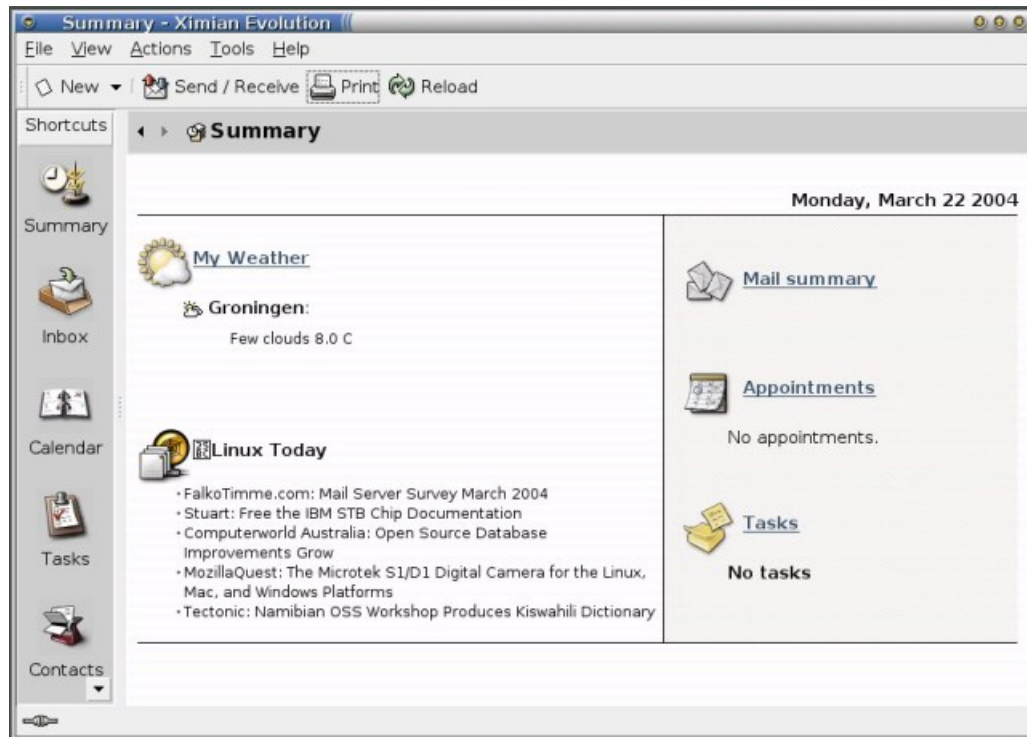 Summary - Ximian Evolution
File View Actions Tools Help
New Send / Receive Print Reload
Shortcuts
Summary
Monday, March 22 2004
Summary
Inbox
Calendar
Tasks
Contacts
My Weather
Groningen:
Few clouds 8.0 C
Linux Today
•FalkoTimme.com: Mail Server Survey March 2004
•Stuart: Free the IBM STB Chip Documentation
•Computerworld Australia: Open Source Database
Improvements Grow
•MozillaQuest: The Microtek S1/D1 Digital Camera for the Linux,
Mac, and Windows Platforms
•Tectonic: Namibian OSS Workshop Produces Kiswahili Dictionary
Mail summary
Appointments
No appointments.
Tasks
No tasks